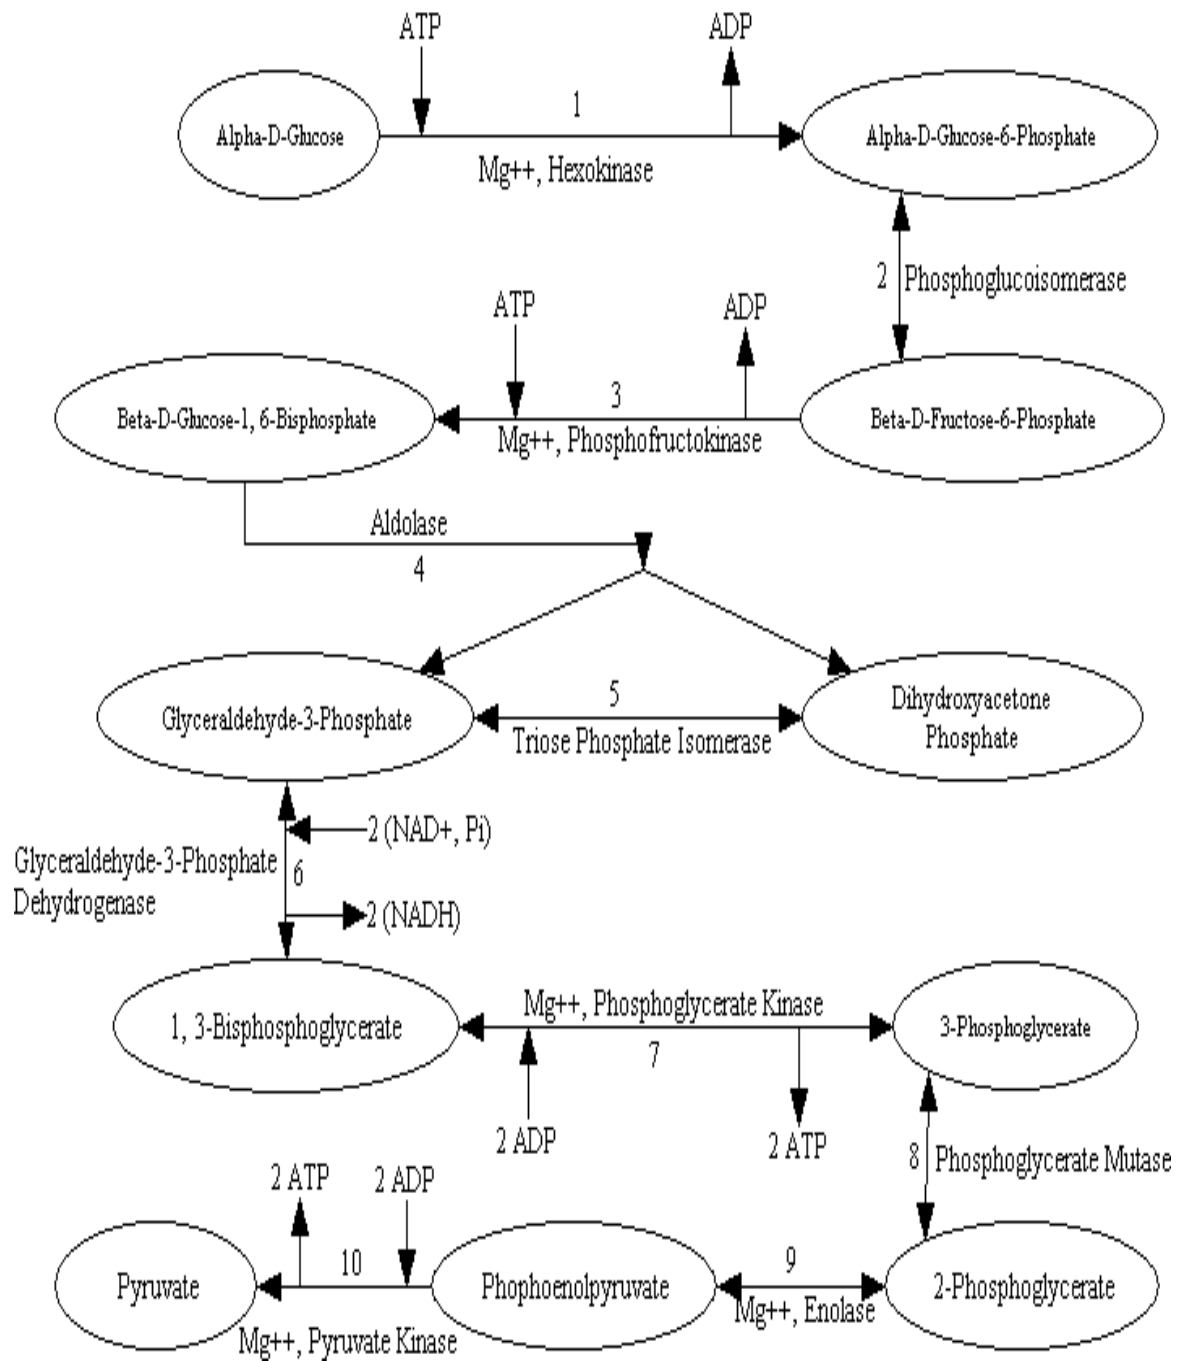 ATP
ADP
1
Alpha-D-Glucose
Alpha-D-Glucose-6-Phosphate
Mg++, Hexokinase
2
Phosphoglucoisomerase
ATP
ADP
3
Beta-D-Glucose-1, 6-Bisphosphate
Beta-D-Fructose-6-Phosphate
Mg++, Phosphofructokinase
Aldolase
4
5
Glyceraldehyde-3-Phosphate
Dihydroxyacetone
Phosphate
Triose Phosphate Isomerase
2 (NAD+, Pi)
Glyceraldehyde-3-Phosphate
Dehydrogenase
6
2 (NADH)
Mg++, Phosphoglycerate Kinase
1, 3-Bisphosphoglycerate
3-Phosphoglycerate
7
2 ADP
2 ATP
8
Phosphoglycerate Mutase
2 ATP
2 ADP
10
9
Pyruvate
Phophoenolpyruvate
2-Phosphoglycerate
Mg++, Enolase
Mg++, Pyruvate Kinase